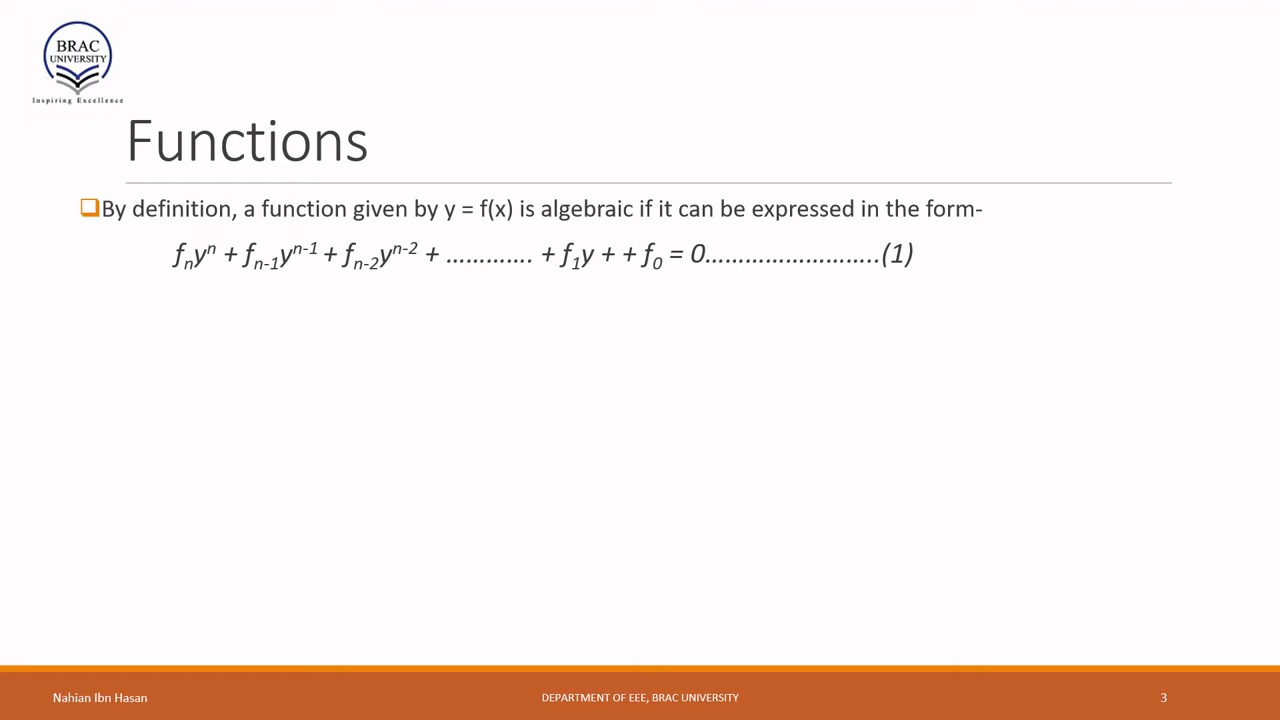 BRAC
UNIVERSITY
Inspiring Excellence
Functions
❑By definition, a function given by y = f(x) is algebraic if it can be expressed in the form-
fₙyⁿ + fₙ₋₁yⁿ⁻¹ + fₙ₋₂yⁿ⁻² + …………. + f₁y + + f₀ = 0……………………..(1)
Nahian Ibn Hasan
DEPARTMENT OF EEE, BRAC UNIVERSITY
3